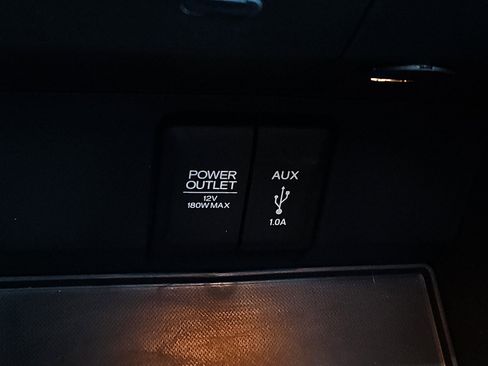 POWER
OUTLET
12V
180W MAX
AUX
1.0A